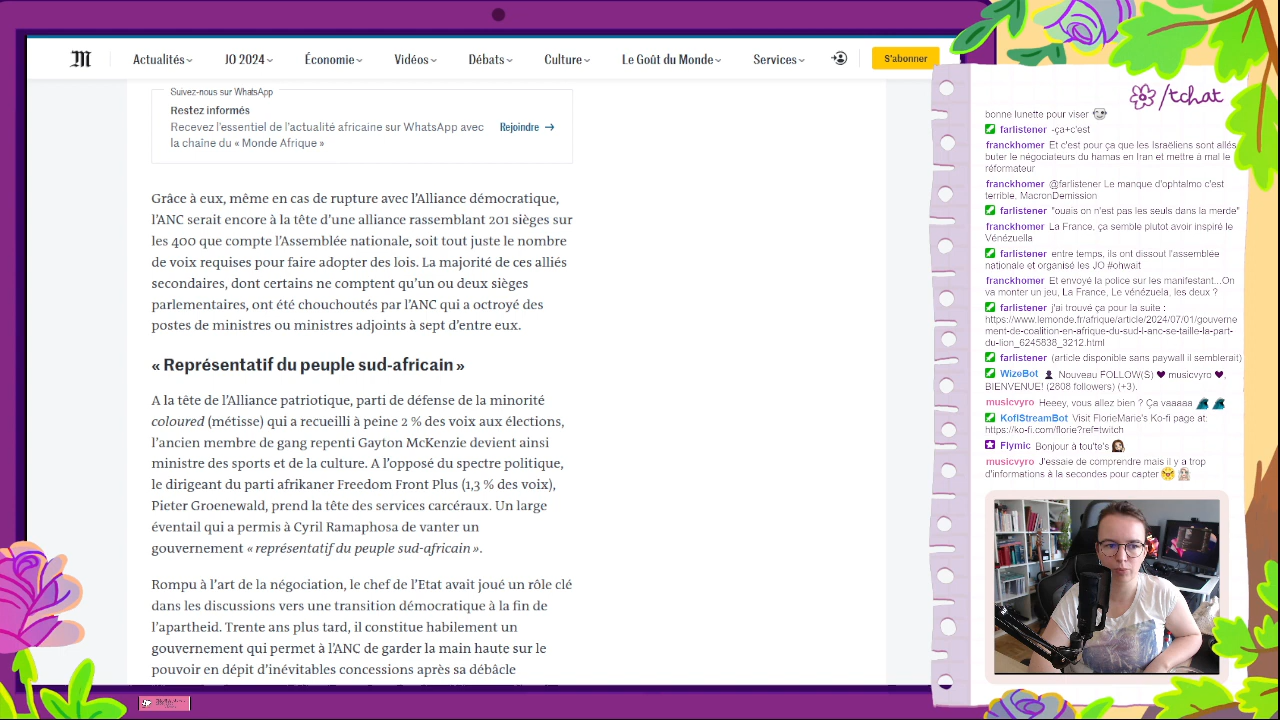 M
Actualités
JO 2024
Économie
Vidéos
Débats
Culture
Le Goût du Monde
Services
S'abonner
Suivez-nous sur WhatsApp
Restez informés
Recevez l'essentiel de l'actualité africaine sur WhatsApp avec
la chaîne du « Monde Afrique »
Rejoindre →
Grâce à eux, même en cas de rupture avec l'Alliance démocratique,
l'ANC serait encore à la tête d'une alliance rassemblant 201 sièges sur
les 400 que compte l'Assemblée nationale, soit tout juste le nombre
de voix requises pour faire adopter des lois. La majorité de ces alliés
secondaires, dont certains ne comptent qu'un ou deux sièges
parlementaires, ont été chouchoutés par l'ANC qui a octroyé des
postes de ministres ou ministres adjoints à sept d'entre eux.
« Représentatif du peuple sud-africain »
A la tête de l'Alliance patriotique, parti de défense de la minorité
coloured (métisse) qui a recueilli à peine 2 % des voix aux élections,
l'ancien membre de gang repenti Gayton McKenzie devient ainsi
ministre des sports et de la culture. A l'opposé du spectre politique,
le dirigeant du parti afrikaner Freedom Front Plus (1,3 % des voix),
Pieter Groenewald, prend la tête des services carcéraux. Un large
éventail qui a permis à Cyril Ramaphosa de vanter un
gouvernement « représentatif du peuple sud-africain ».
Rompu à l'art de la négociation, le chef de l'Etat avait joué un rôle clé
dans les discussions vers une transition démocratique à la fin de
l'apartheid. Trente ans plus tard, il constitue habilement un
gouvernement qui permet à l'ANC de garder la main haute sur le
pouvoir en dépit d'inévitables concessions après sa débâcle
/tchat
bonne lunette pour viser
farlistener -ça+c'est
franckhomer Et c'est pour ça que les Israéliens sont allés
buter le négociateurs du hamas en Iran et mettre à mal le
réformateur
franckhomer @farlistener Le manque d'ophtalmo c'est
terrible, MacronDemission
farlistener "ouais on n'est pas les seuls dans la merde"
franckhomer La France, ça semble plutot avoir inspiré le
Vénézuella
farlistener entre temps, ils ont dissout l'assemblée
nationale et organisé les JO #ohwait
franckhomer Et envoyé la police sur les manifestant...On
va monter un jeu, La France, Le vénézuela, les deux ?
farlistener j'ai trouvé ça pour la suite :
https://www.lemonde.fr/afrique/article/2024/07/01/gouverne
ment-de-coalition-en-afrique-du-sud-l-anc-se-taille-la-part-
du-lion_6245838_3212.html
farlistener (article disponible sans paywall il semblerait)
WizeBot Nouveau FOLLOW(S) ♥ musicvyro ♥,
BIENVENUE! (2808 followers) (+3).
musicvyro Heeey, vous allez bien ? Ça vaaaa
KofiStreamBot Visit FlorieMarie's Ko-fi page at:
https://ko-fi.com/florie?ref=twitch
Flymic Bonjour à tou'te's
musicvyro J'essaie de comprendre mais il y a trop
d'informations à la secondes pour capter